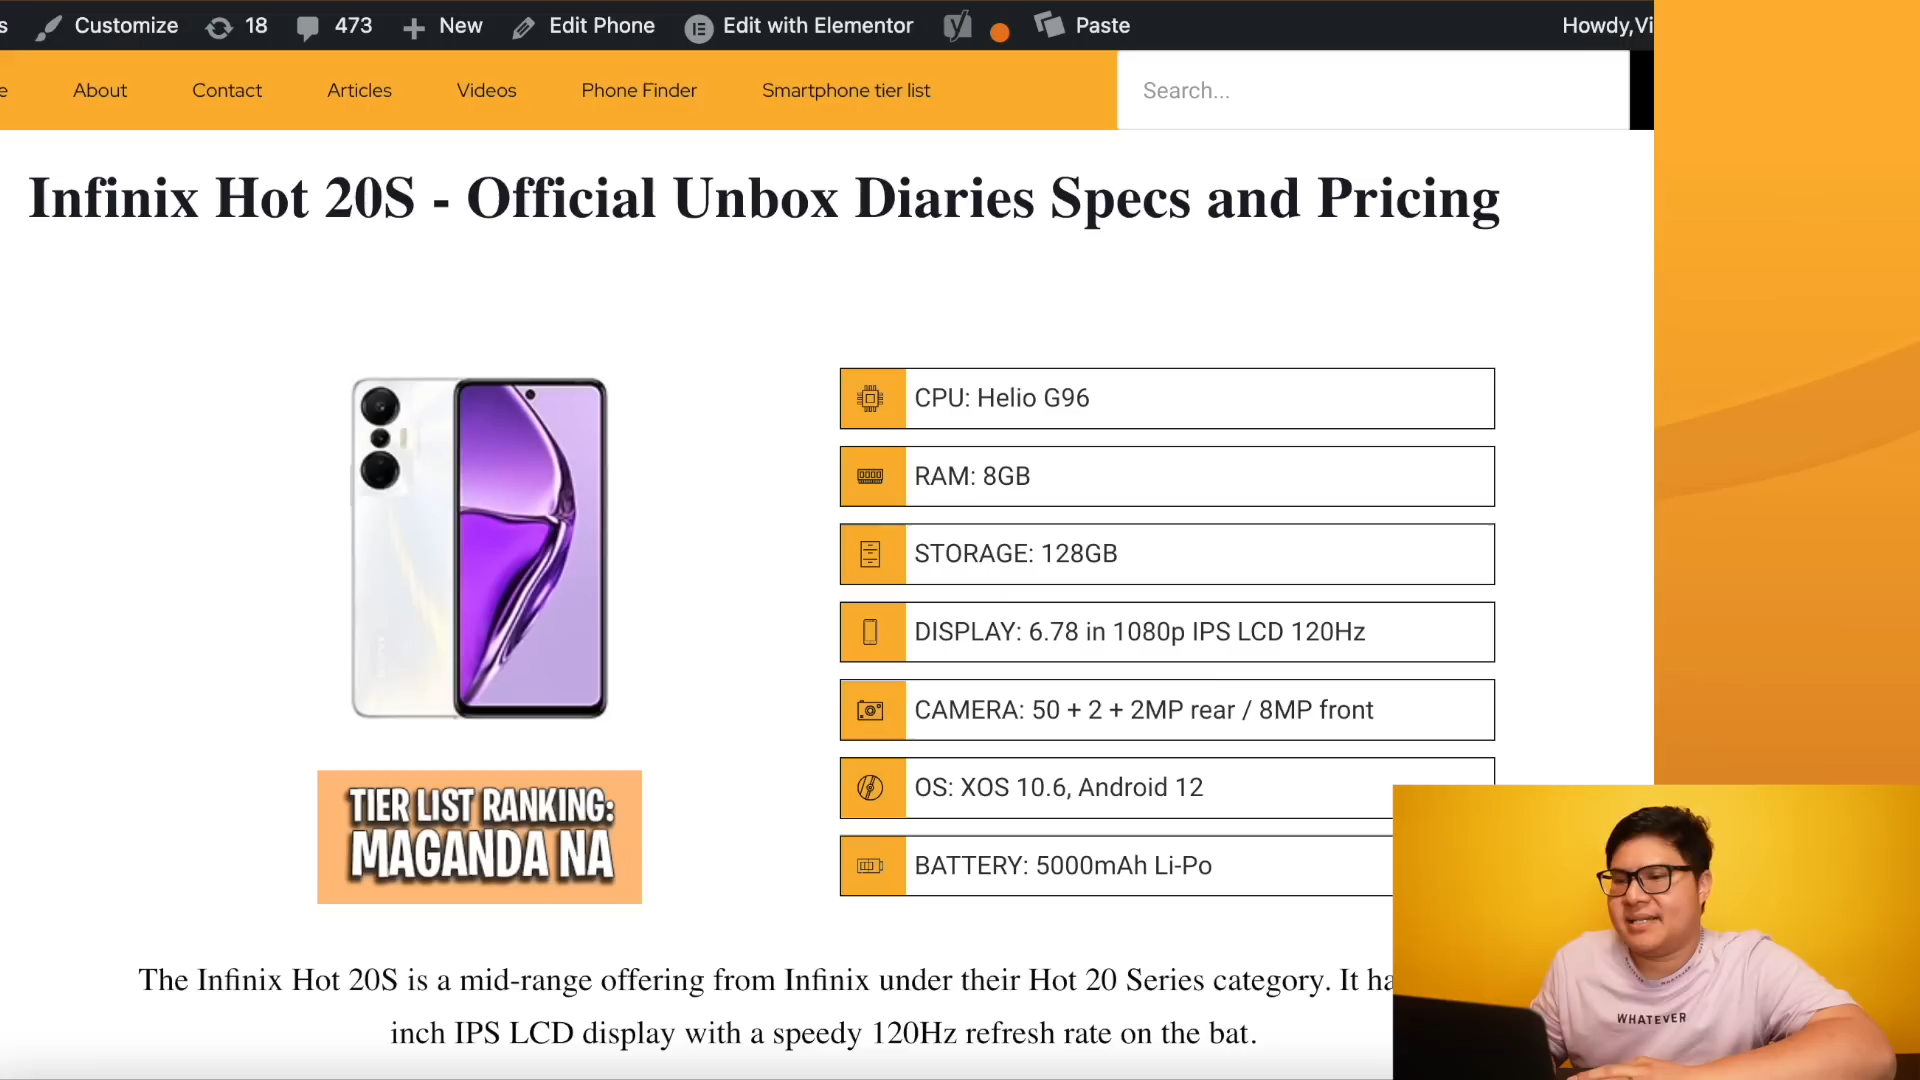 s Customize 18 473 New Edit Phone Edit with Elementor Paste Howdy,Vi
e About Contact Articles Videos Phone Finder Smartphone tier list Search...
Infinix Hot 20S - Official Unbox Diaries Specs and Pricing
CPU: Helio G96
RAM: 8GB
STORAGE: 128GB
DISPLAY: 6.78 in 1080p IPS LCD 120Hz
CAMERA: 50 + 2 + 2MP rear / 8MP front
OS: XOS 10.6, Android 12
BATTERY: 5000mAh Li-Po
TIER LIST RANKING:
MAGANDA NA
The Infinix Hot 20S is a mid-range offering from Infinix under their Hot 20 Series category. It ha
inch IPS LCD display with a speedy 120Hz refresh rate on the bat.
WHATEVER